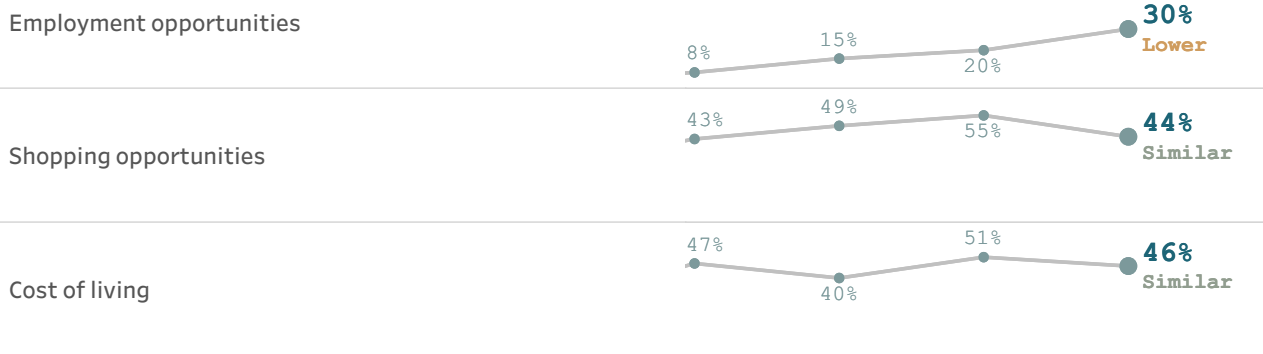 Employment opportunities
8%
15%
20%
30%
Lower
Shopping opportunities
43%
49%
55%
44%
Similar
Cost of living
47%
40%
51%
46%
Similar